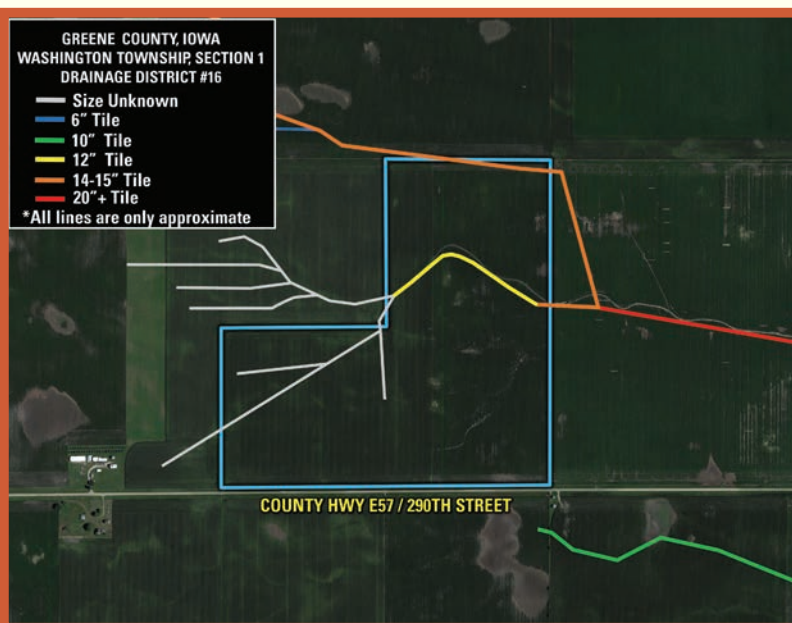 GREENE COUNTY, IOWA
WASHINGTON TOWNSHIP, SECTION 1
DRAINAGE DISTRICT #16
Size Unknown
6" Tile
10" Tile
12" Tile
14-15" Tile
20"+ Tile
*All lines are only approximate
COUNTY HWY E57 / 290TH STREET